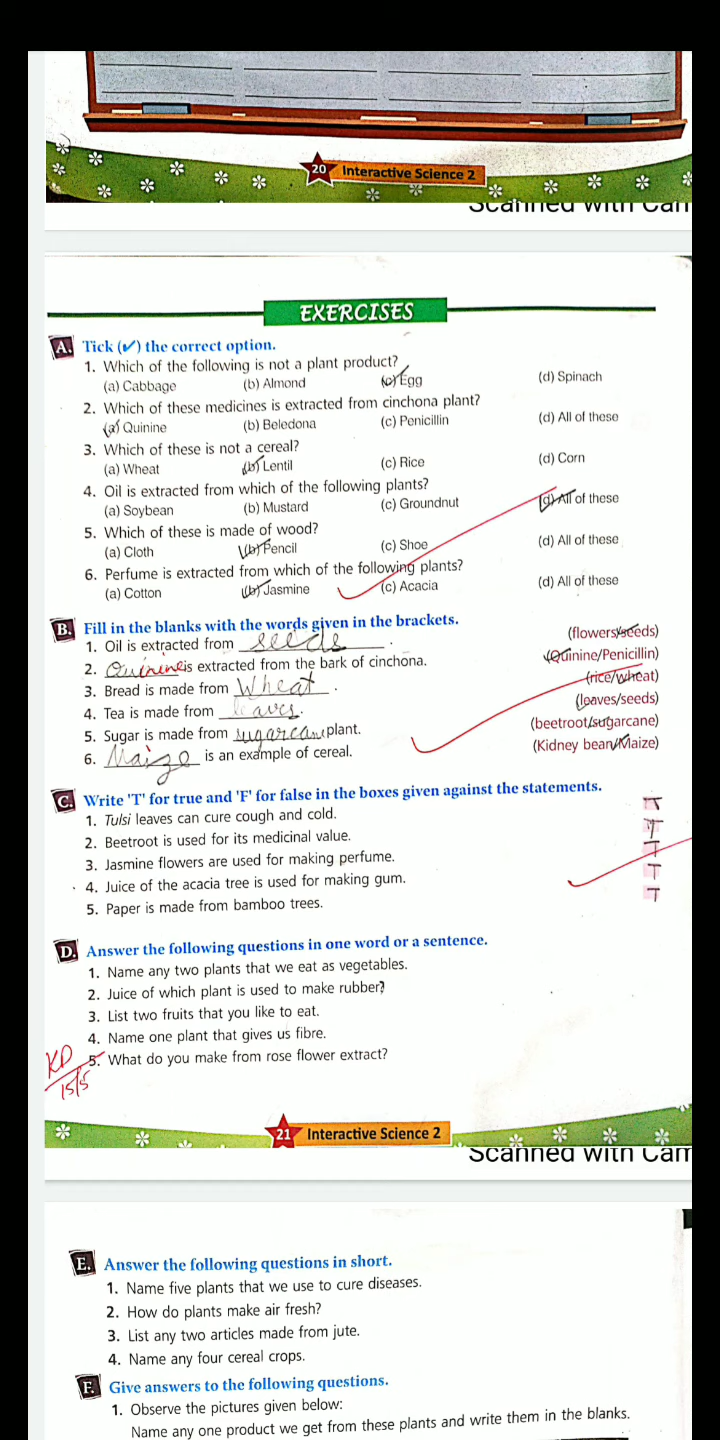 20 Interactive Science 2
Scanned with Cam
EXERCISES
A. Tick (✔) the correct option.
1. Which of the following is not a plant product?
(a) Cabbage (b) Almond (c) Egg (d) Spinach
2. Which of these medicines is extracted from cinchona plant?
(a) Quinine (b) Beledona (c) Penicillin (d) All of these
3. Which of these is not a cereal?
(a) Wheat (b) Lentil (c) Rice (d) Corn
4. Oil is extracted from which of the following plants?
(a) Soybean (b) Mustard (c) Groundnut (d) All of these
5. Which of these is made of wood?
(a) Cloth (b) Pencil (c) Shoe (d) All of these
6. Perfume is extracted from which of the following plants?
(a) Cotton (b) Jasmine (c) Acacia (d) All of these
B. Fill in the blanks with the words given in the brackets.
1. Oil is extracted from seeds. (flowers/seeds)
2. Quinine is extracted from the bark of cinchona. (Quinine/Penicillin)
3. Bread is made from Wheat. (rice/wheat)
4. Tea is made from leaves. (leaves/seeds)
5. Sugar is made from sugarcane plant. (beetroot/sugarcane)
6. Maize is an example of cereal. (Kidney bean/Maize)
C. Write 'T' for true and 'F' for false in the boxes given against the statements.
1. Tulsi leaves can cure cough and cold. T
2. Beetroot is used for its medicinal value. T
3. Jasmine flowers are used for making perfume. T
4. Juice of the acacia tree is used for making gum. T
5. Paper is made from bamboo trees. T
D. Answer the following questions in one word or a sentence.
1. Name any two plants that we eat as vegetables.
2. Juice of which plant is used to make rubber?
3. List two fruits that you like to eat.
4. Name one plant that gives us fibre.
5. What do you make from rose flower extract?
KD
15/5
21 Interactive Science 2
Scanned with Cam
E. Answer the following questions in short.
1. Name five plants that we use to cure diseases.
2. How do plants make air fresh?
3. List any two articles made from jute.
4. Name any four cereal crops.
F. Give answers to the following questions.
1. Observe the pictures given below:
Name any one product we get from these plants and write them in the blanks.